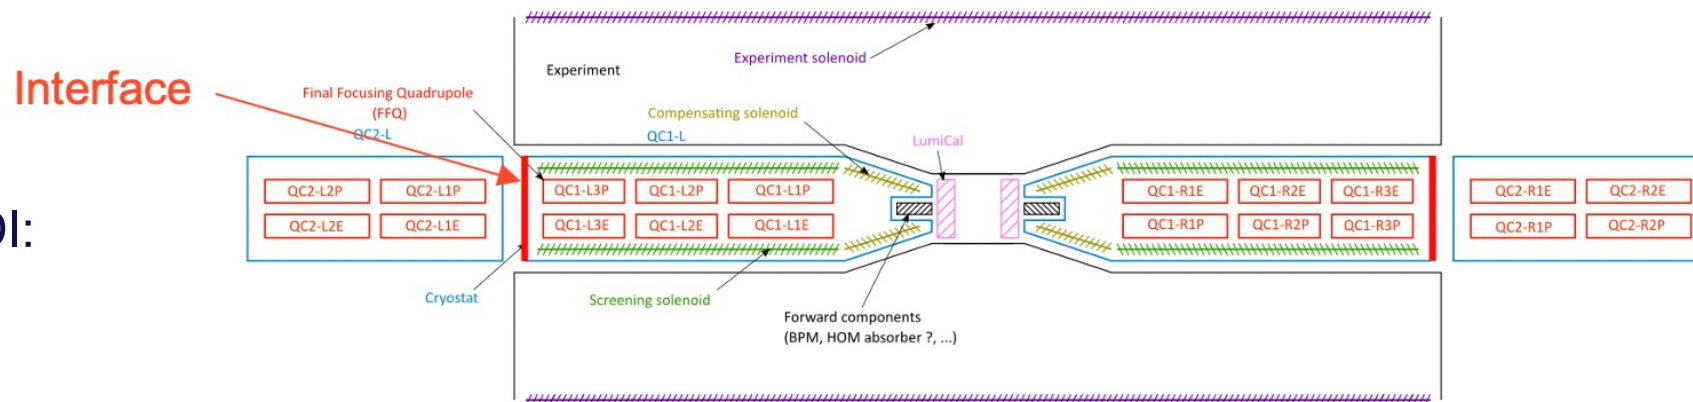 Experiment solenoid
Experiment
Interface
Final Focusing Quadrupole
(FFQ)
QC2-L
Compensating solenoid
QC1-L
LumiCal
QC2-L2P QC2-L1P QC1-L3P QC1-L2P QC1-L1P QC1-R1E QC1-R2E QC1-R3E QC2-R1E QC2-R2E
QC2-L2E QC2-L1E QC1-L3E QC1-L2E QC1-L1E QC1-R1P QC1-R2P QC1-R3P QC2-R1P QC2-R2P
I:
Cryostat
Screening solenoid
Forward components
(BPM, HOM absorber ?, ...)